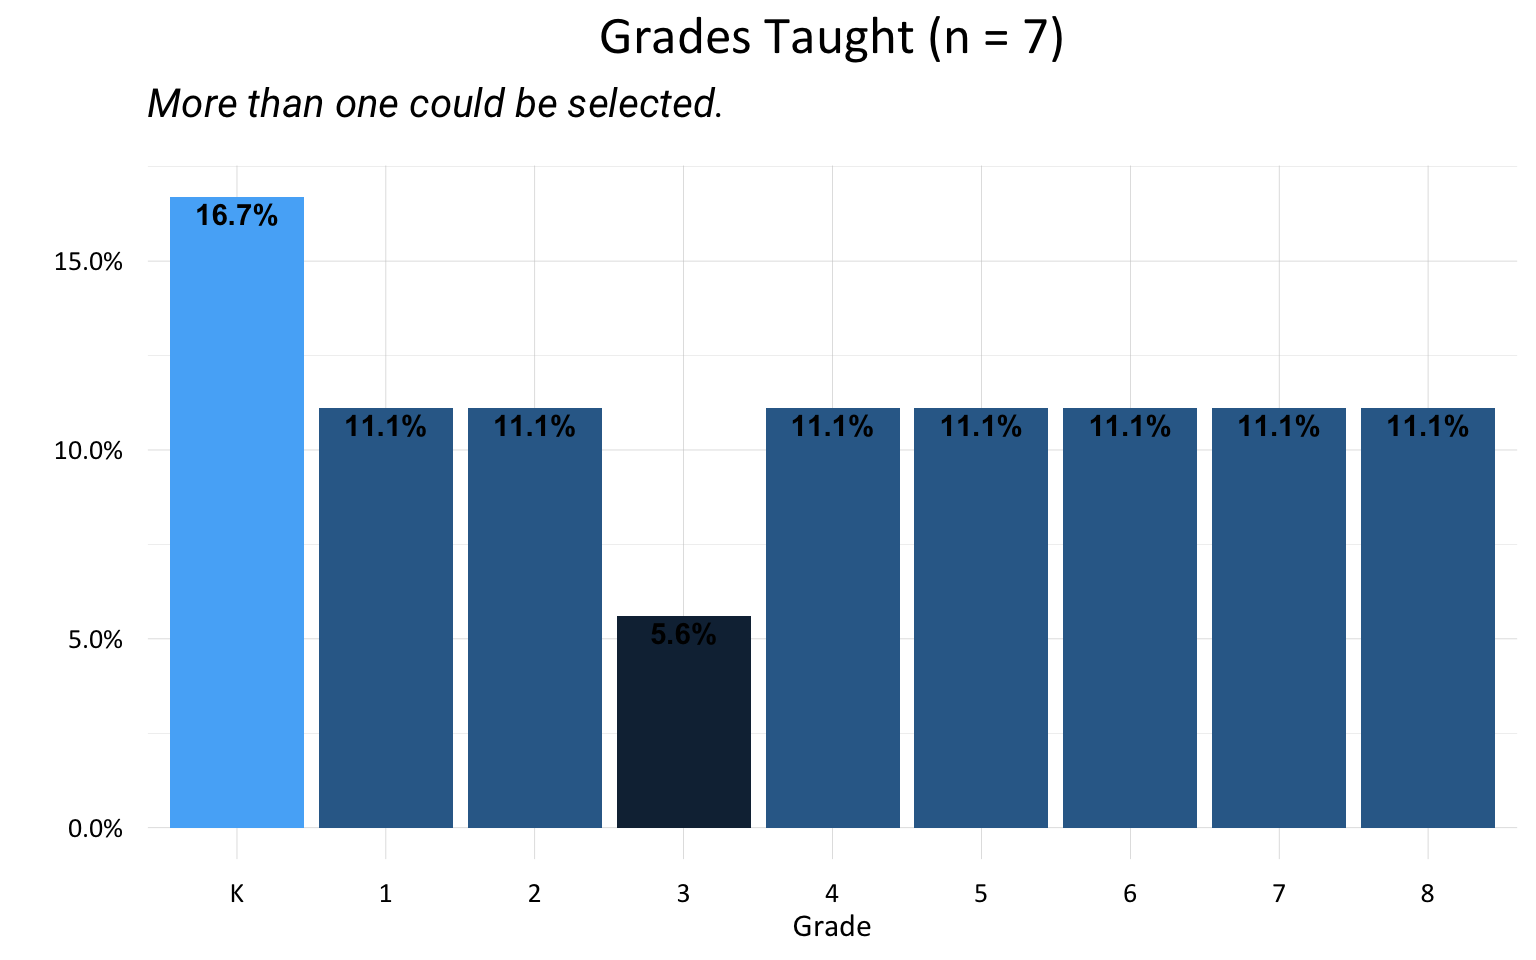 Grades Taught (n = 7)
More than one could be selected.
16.7%
15.0%
11.1% 11.1% 11.1% 11.1% 11.1% 11.1% 11.1%
10.0%
5.6%
5.0%
0.0%
K 1 2 3 4 5 6 7 8
Grade